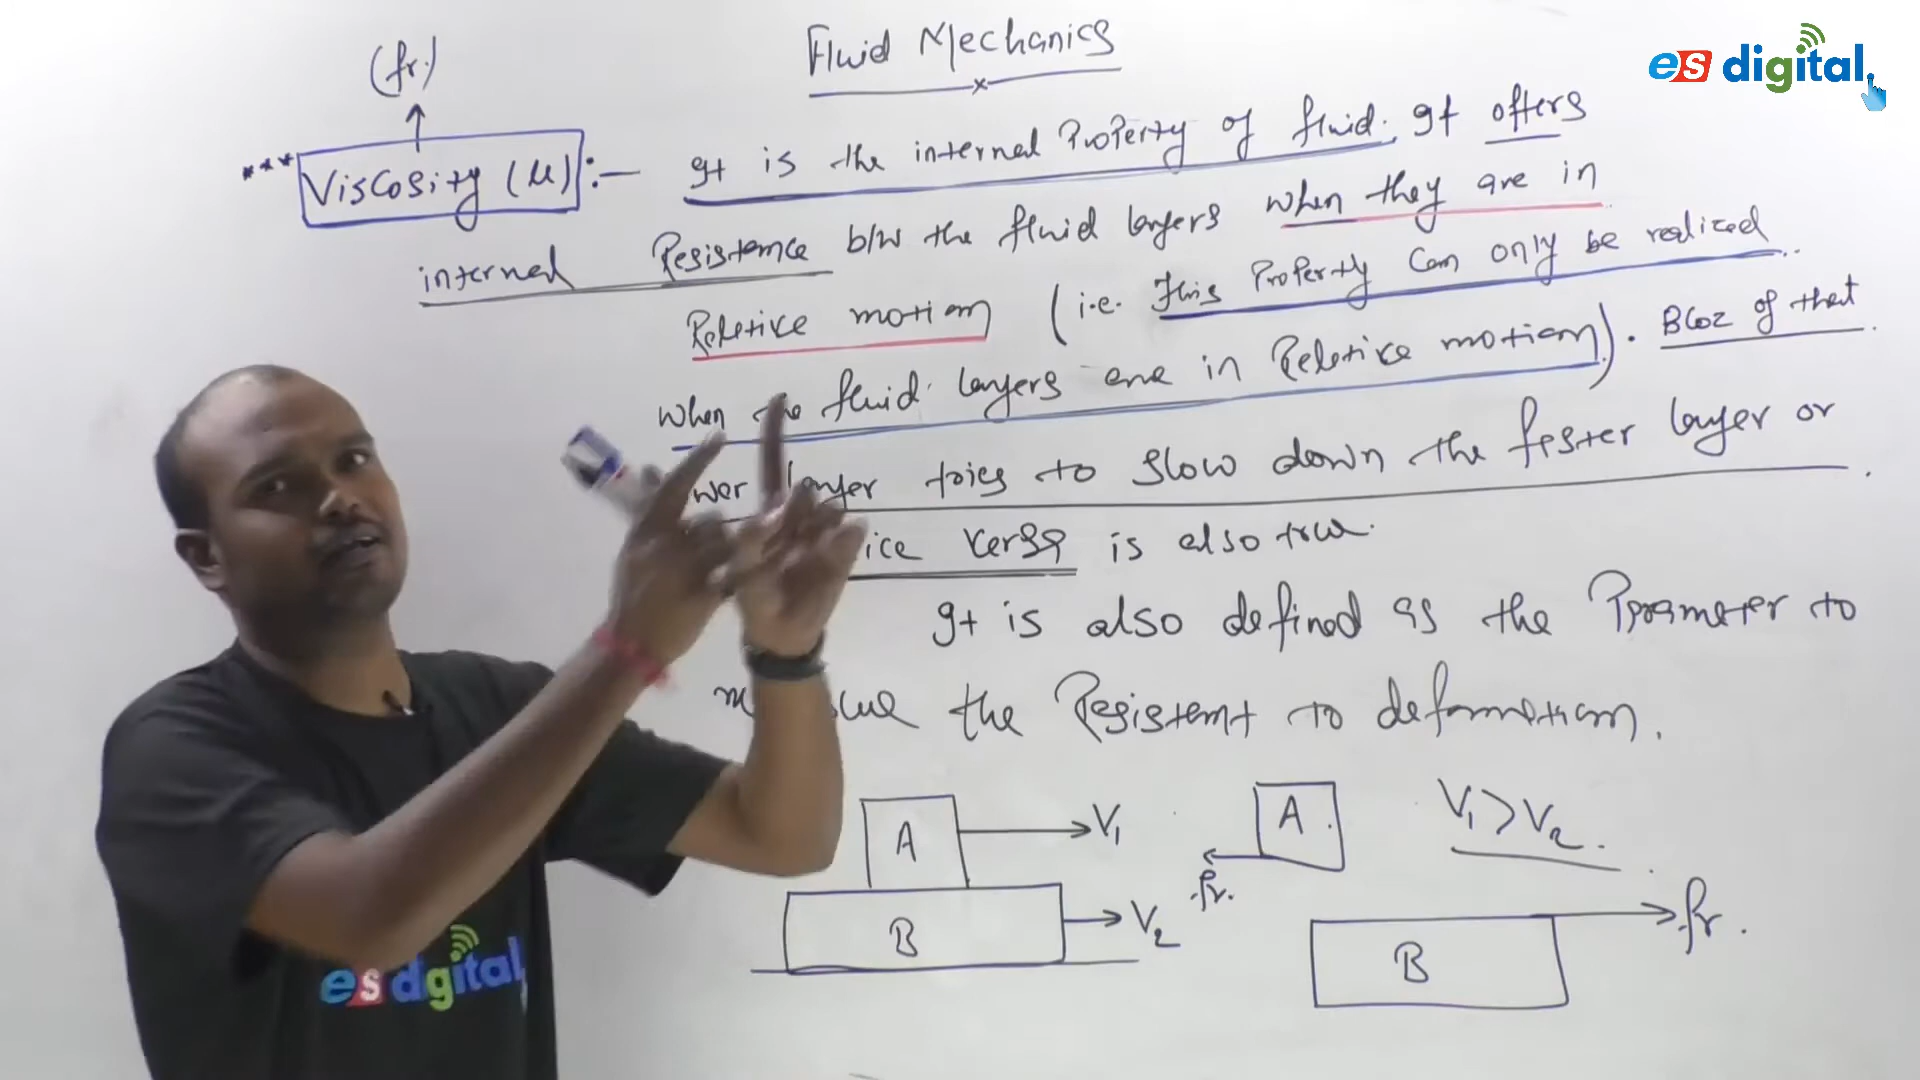 Fluid Mechanics
es digital.
(fr.)
*** Viscosity (μ) :- It is the internal Property of fluid. It offers
internal Resistance b/w the fluid layers when they are in
Relative motion (i.e. This Property can only be realized
when the fluid layers are in Relative motion). Bcoz of that
layer tries to slow down the faster layer or
is also true.
It is also defined as the Parameter to
the Resistant to deformation.
A → V₁
B → V₂
A
fr.
V₁ > V₂.
B → fr.
es digital